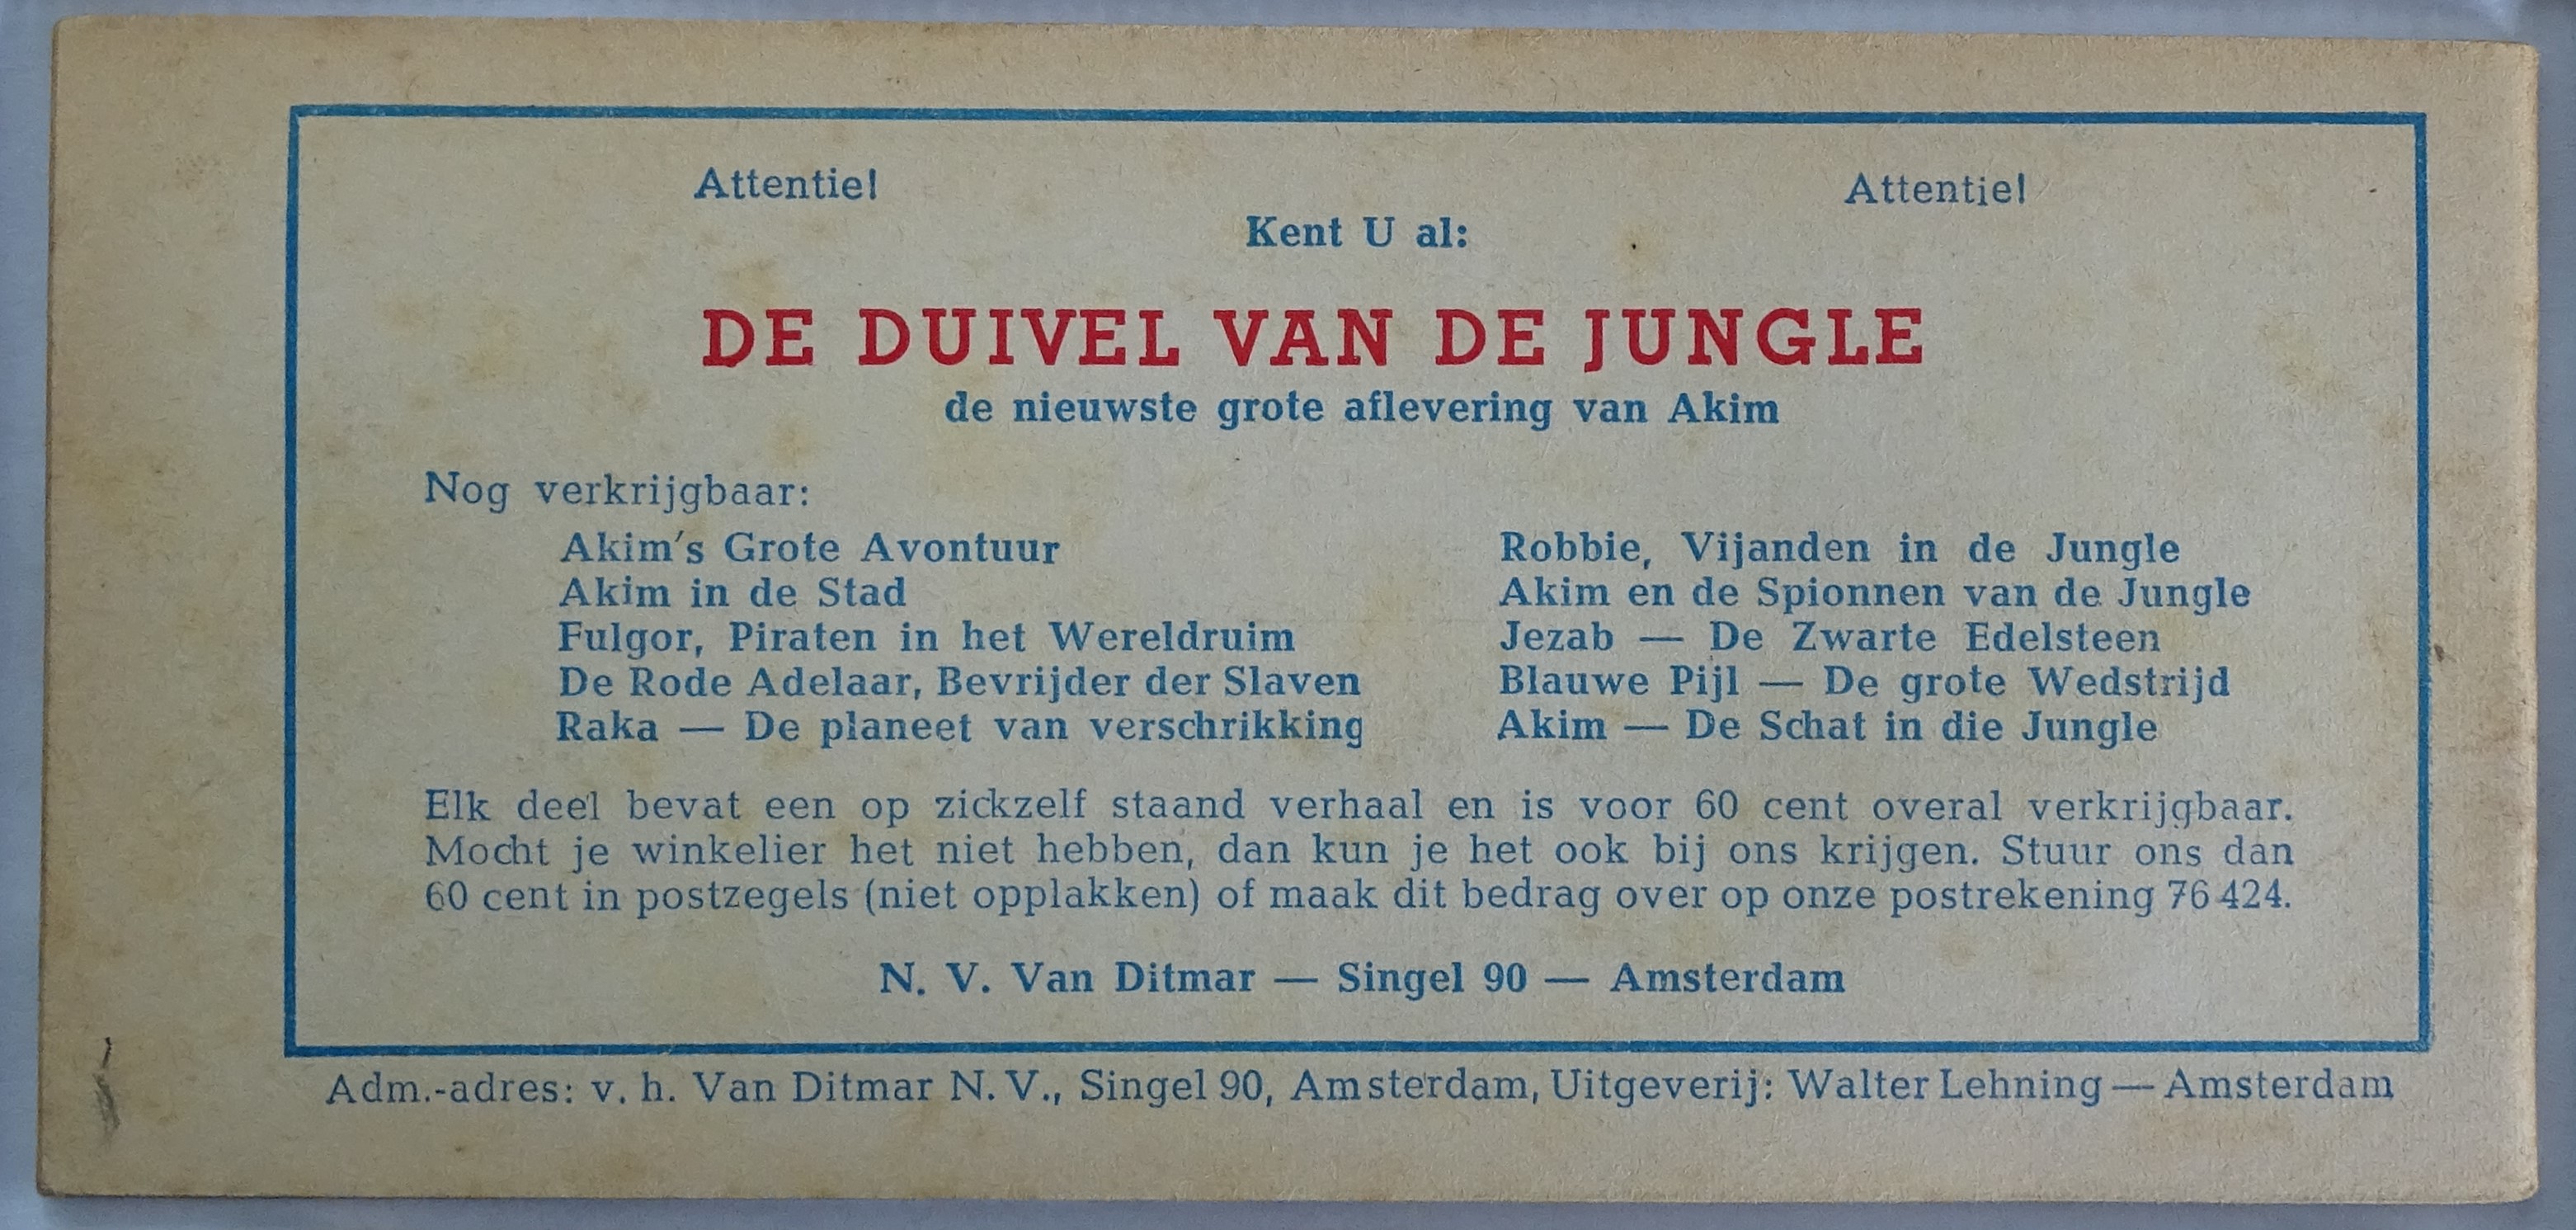 Attentie! Attentie!
Kent U al:
DE DUIVEL VAN DE JUNGLE
de nieuwste grote aflevering van Akim
Nog verkrijgbaar:
Akim's Grote Avontuur
Akim in de Stad
Fulgor, Piraten in het Wereldruim
De Rode Adelaar, Bevrijder der Slaven
Raka — De planeet van verschrikking
Robbie, Vijanden in de Jungle
Akim en de Spionnen van de Jungle
Jezab — De Zwarte Edelsteen
Blauwe Pijl — De grote Wedstrijd
Akim — De Schat in die Jungle
Elk deel bevat een op zickzelf staand verhaal en is voor 60 cent overal verkrijgbaar.
Mocht je winkelier het niet hebben, dan kun je het ook bij ons krijgen. Stuur ons dan
60 cent in postzegels (niet opplakken) of maak dit bedrag over op onze postrekening 76 424.
N. V. Van Ditmar — Singel 90 — Amsterdam
Adm.-adres: v. h. Van Ditmar N. V., Singel 90, Amsterdam, Uitgeverij: Walter Lehning — Amsterdam